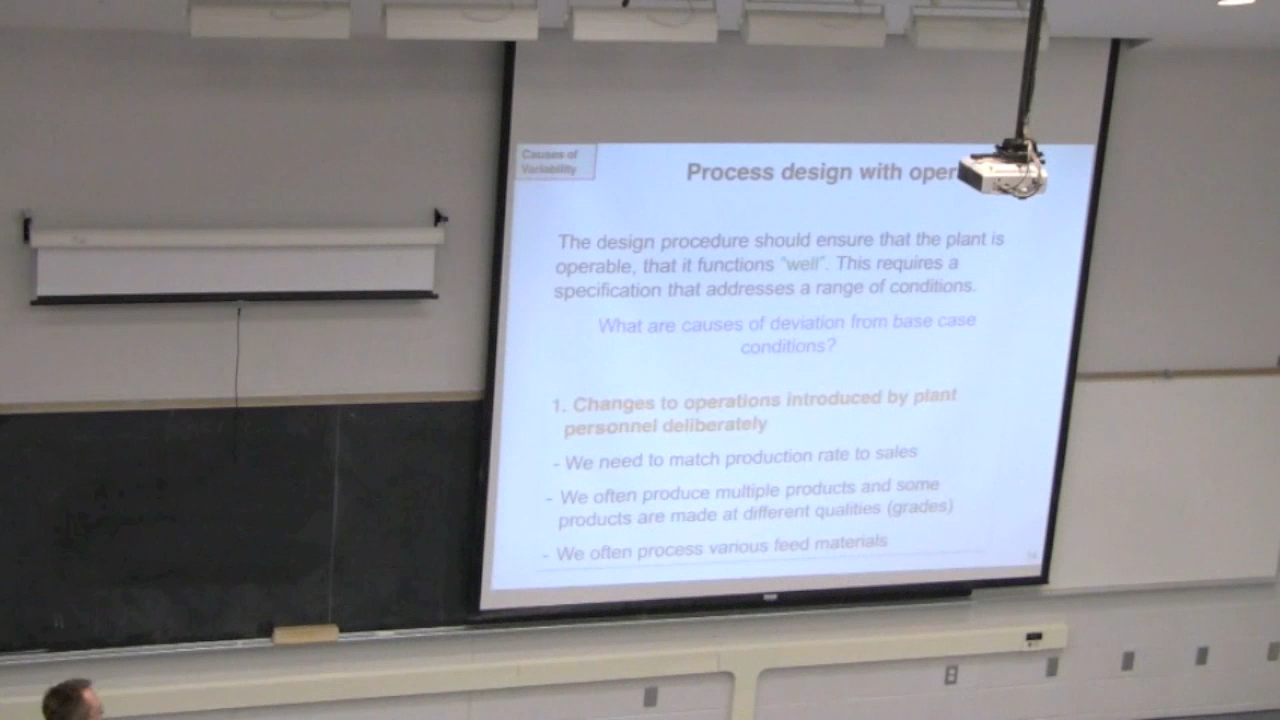 Causes of
Variability
Process design with oper
The design procedure should ensure that the plant is
operable, that it functions "well". This requires a
specification that addresses a range of conditions.
What are causes of deviation from base case
conditions?
1. Changes to operations introduced by plant
personnel deliberately
- We need to match production rate to sales
- We often produce multiple products and some
products are made at different qualities (grades)
- We often process various feed materials